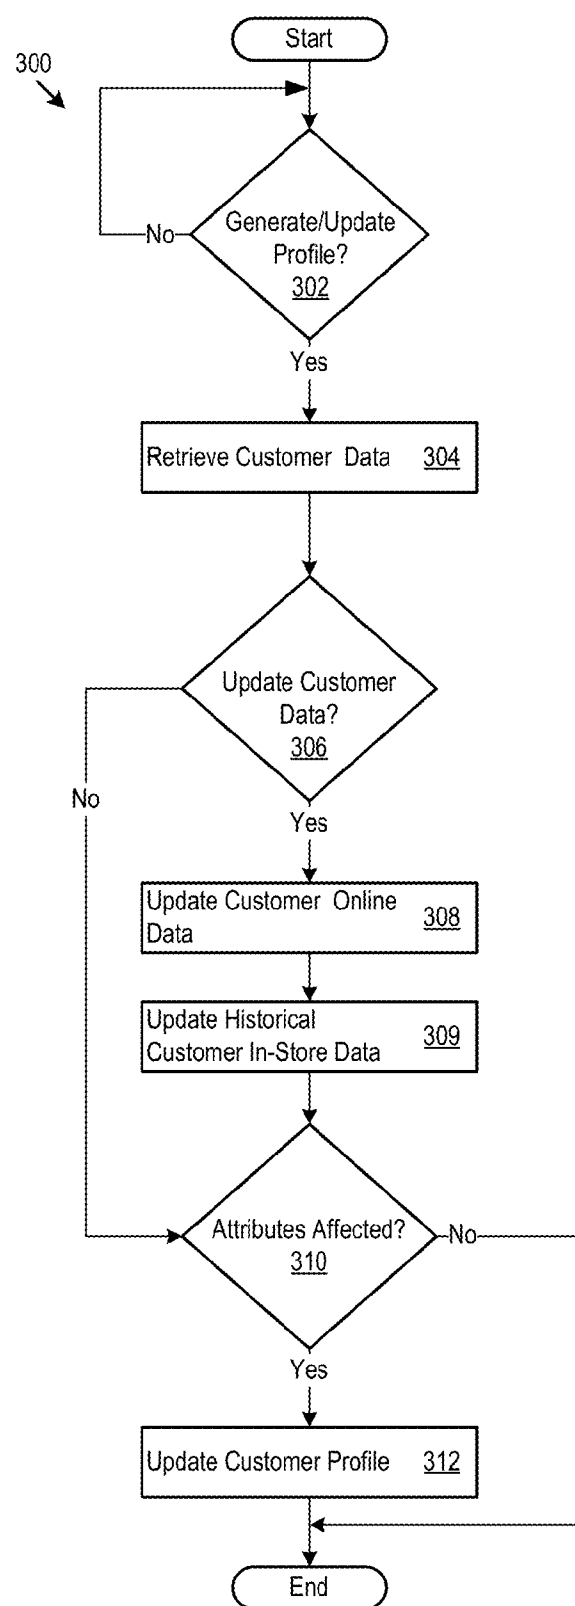 Start
300
Generate/Update
Profile?
302
No
Yes
Retrieve Customer Data 304
Update Customer
Data?
306
No
Yes
Update Customer Online
Data
308
Update Historical
Customer In-Store Data
309
Attributes Affected?
310
No
Yes
Update Customer Profile 312
End